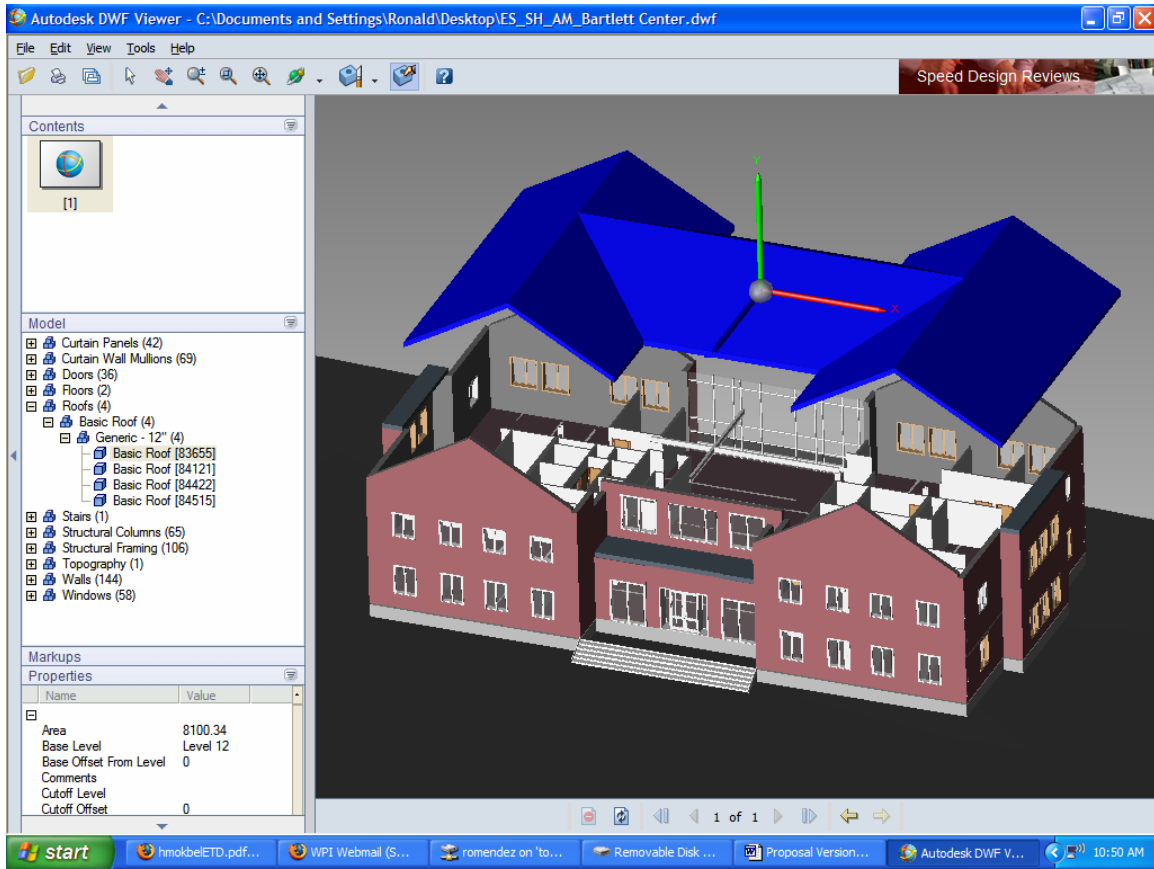 Autodesk DWF Viewer - C:\Documents and Settings\Ronald\Desktop\ES_SH_AM_Bartlett Center.dwf
File Edit View Tools Help
Speed Design Reviews
Contents
[1]
Model
Curtain Panels (42)
Curtain Wall Mullions (69)
Doors (36)
Floors (2)
Roofs (4)
Basic Roof (4)
Generic - 12" (4)
Basic Roof [83655]
Basic Roof [84121]
Basic Roof [84422]
Basic Roof [84515]
Stairs (1)
Structural Columns (65)
Structural Framing (106)
Topography (1)
Walls (144)
Windows (58)
Markups
Properties
Name Value
Area 8100.34
Base Level Level 12
Base Offset From Level 0
Comments
Cutoff Level
Cutoff Offset 0
Y
X
1 of 1
start hmokbelETD.pdf... WPI Webmail (S... romendez on 'to... Removable Disk ... Proposal Version... Autodesk DWF V... 10:50 AM